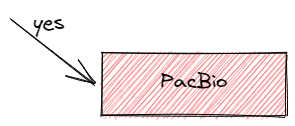 yes
PacBio